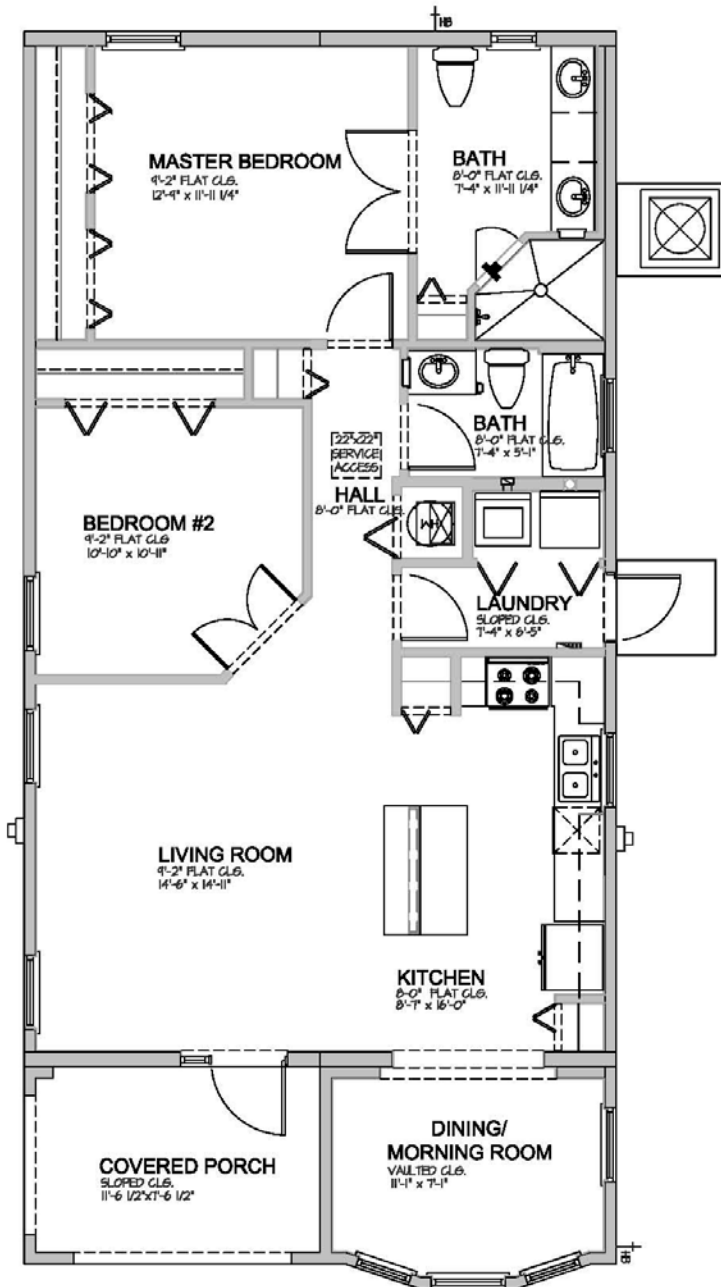 HB
MASTER BEDROOM
9'-2" FLAT CLG.
12'-9" x 11'-11 1/4"
BATH
8'-0" FLAT CLG.
7'-4" x 11'-11 1/4"
BATH
8'-0" FLAT CLG.
7'-4" x 5'-1"
22"x22"
SERVICE
ACCESS
HALL
8'-0" FLAT CLG.
WH
BEDROOM #2
9'-2" FLAT CLG
10'-10" x 10'-11"
LAUNDRY
SLOPED CLG.
7'-4" x 6'-5"
LIVING ROOM
9'-2" FLAT CLG.
14'-6" x 14'-11"
KITCHEN
8'-0" FLAT CLG.
8'-7" x 16'-0"
DINING/
MORNING ROOM
VAULTED CLG.
11'-1" x 7'-1"
COVERED PORCH
SLOPED CLG.
11'-6 1/2"x7'-6 1/2"
HB